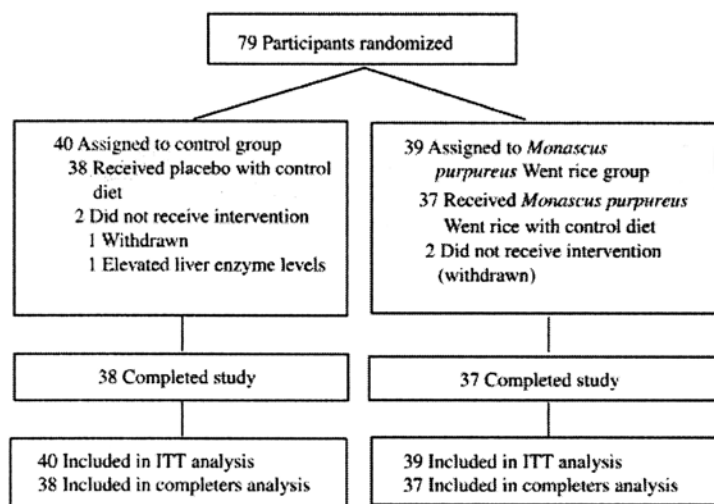 79 Participants randomized
40 Assigned to control group
38 Received placebo with control
diet
2 Did not receive intervention
1 Withdrawn
1 Elevated liver enzyme levels
39 Assigned to Monascus
purpureus Went rice group
37 Received Monascus purpureus
Went rice with control diet
2 Did not receive intervention
(withdrawn)
38 Completed study
37 Completed study
40 Included in ITT analysis
38 Included in completers analysis
39 Included in ITT analysis
37 Included in completers analysis